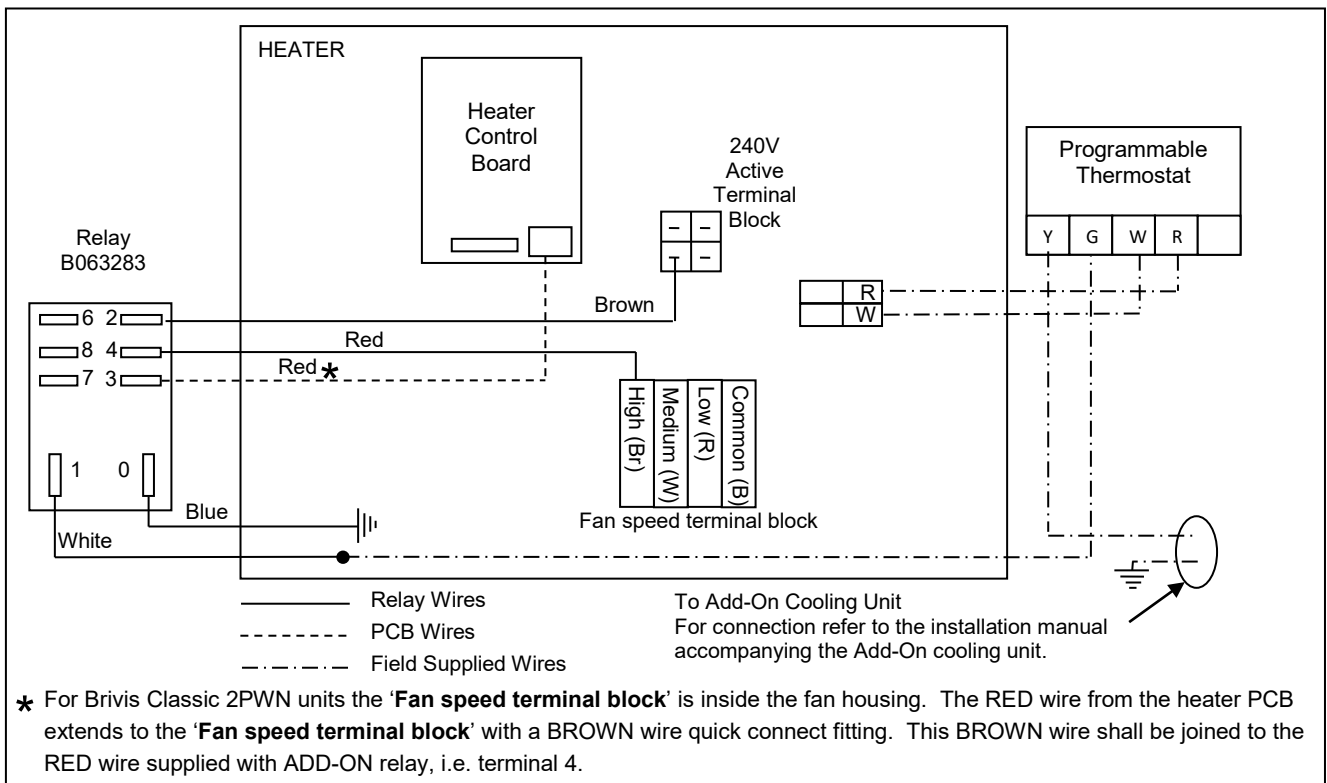 HEATER
Heater
Control
Board
240V
Active
Terminal
Block
Programmable
Thermostat
Y G W R
Relay
B063283
6 2
8 4
7 3
1 0
Brown
Red
Red *
R
W
High (Br)
Medium (W)
Low (R)
Common (B)
Fan speed terminal block
Blue
White
Relay Wires
PCB Wires
Field Supplied Wires
To Add-On Cooling Unit
For connection refer to the installation manual
accompanying the Add-On cooling unit.
* For Brivis Classic 2PWN units the ‘Fan speed terminal block’ is inside the fan housing. The RED wire from the heater PCB
extends to the ‘Fan speed terminal block’ with a BROWN wire quick connect fitting. This BROWN wire shall be joined to the
RED wire supplied with ADD-ON relay, i.e. terminal 4.